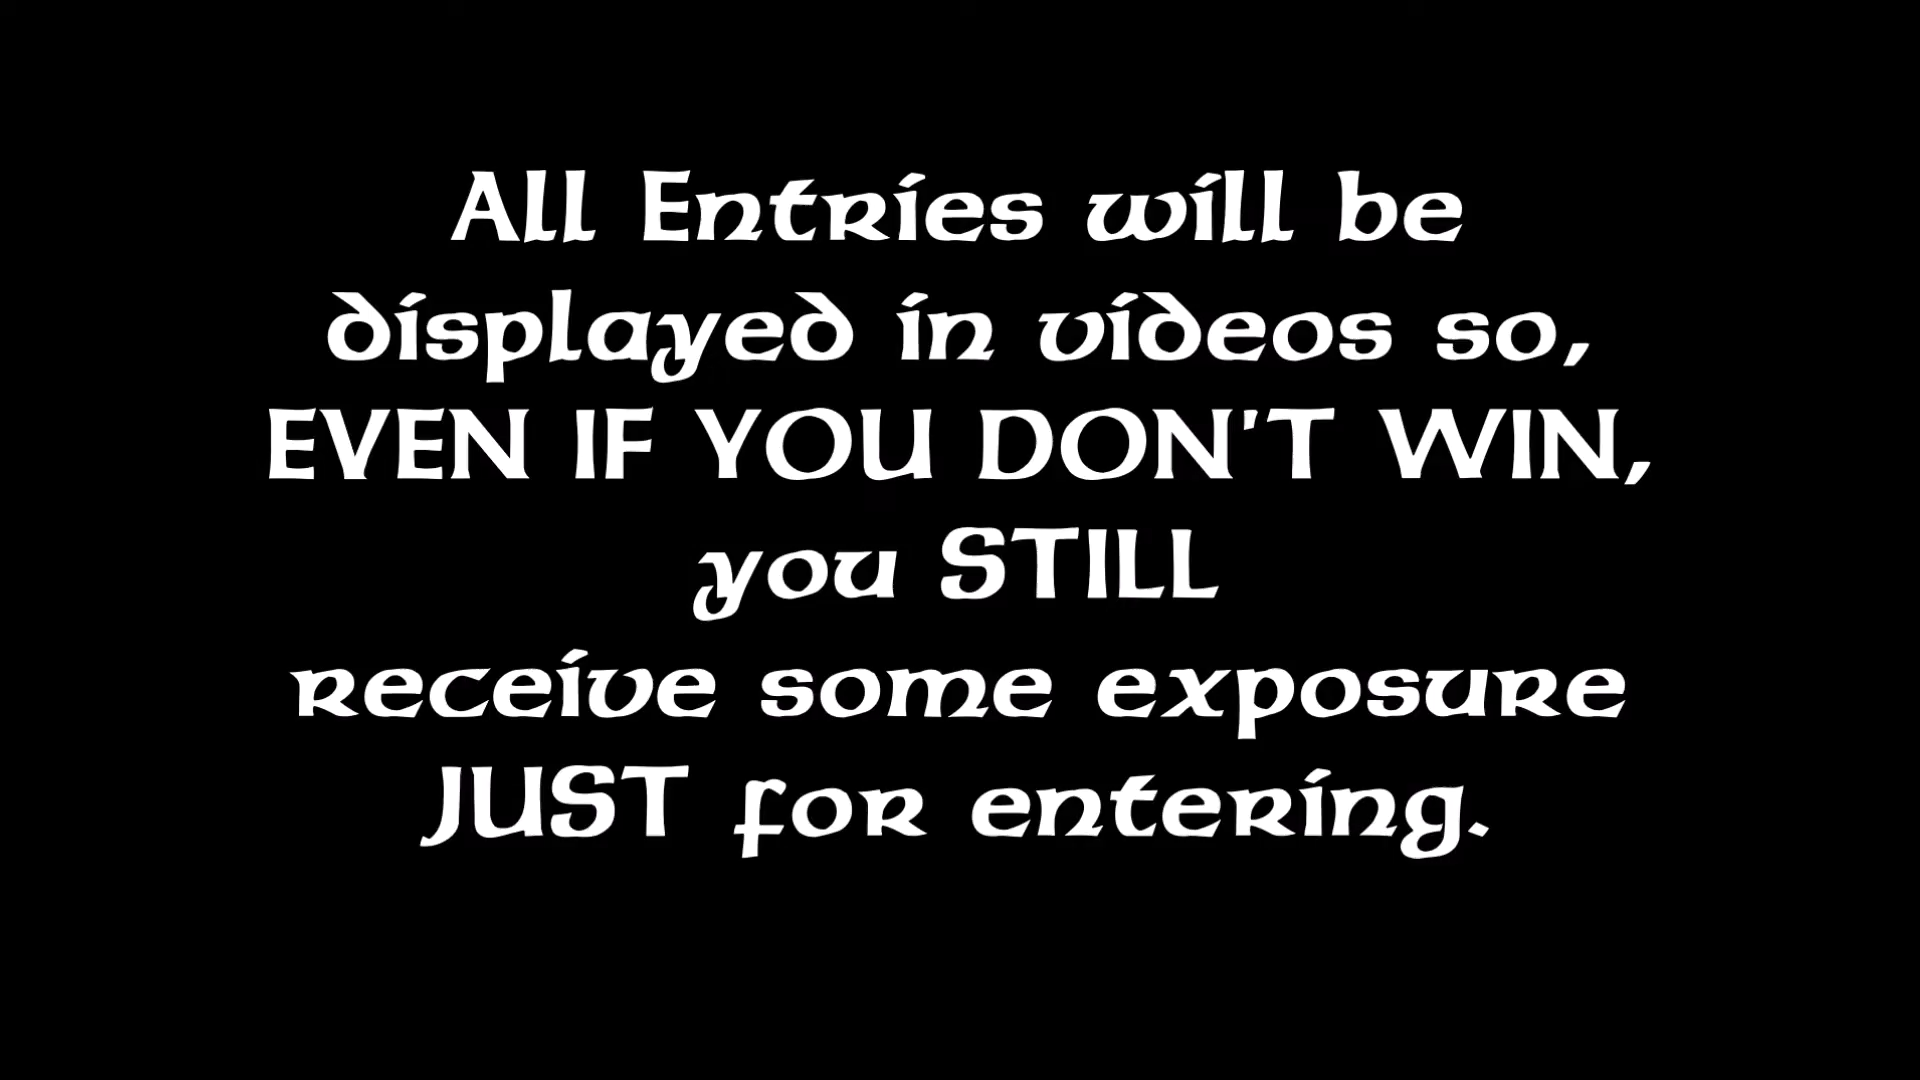 All Entries will be
displayed in videos so,
EVEN IF YOU DON'T WIN,
you STILL
receive some exposure
JUST for entering.